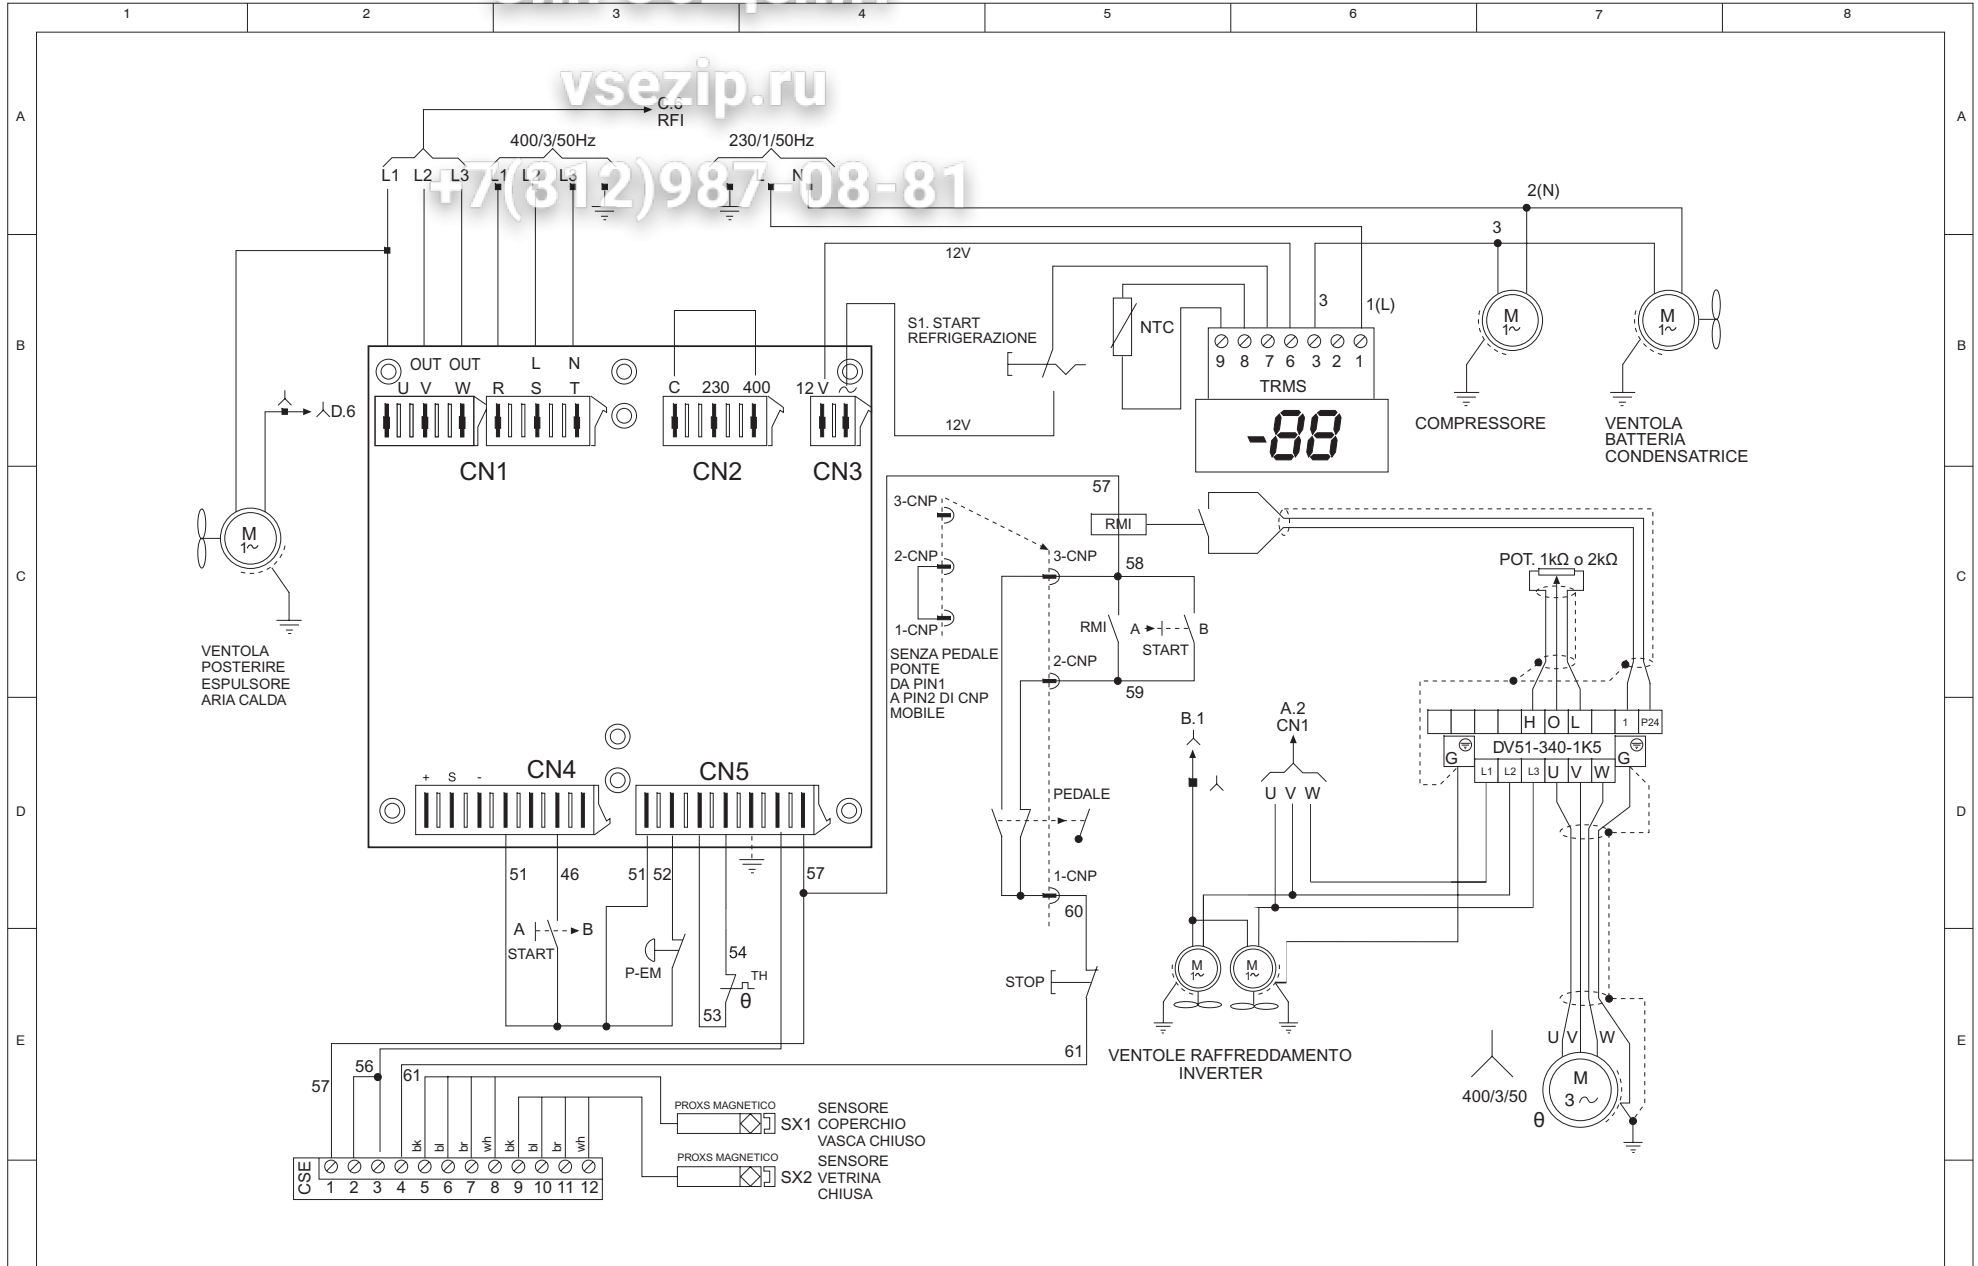 1 2 3 4 5 6 7 8
vsezip.ru
A A
C.6
RFI
400/3/50Hz 230/1/50Hz
L1 L2 L3 L1 L2 L3 L N
+7(812)987-08-81
2(N)
3
12V
3 1(L)
S1. START
REFRIGERAZIONE
NTC
M
1~
M
1~
B B
OUT OUT L N
U V W R S T
C 230 400
12 V ~
9 8 7 6 3 2 1
TRMS
D.6
12V
-88
COMPRESSORE
VENTOLA
BATTERIA
CONDENSATRICE
CN1 CN2 CN3
57
3-CNP
RMI
M
1~
2-CNP
3-CNP
58
POT. 1kΩ o 2kΩ
C C
1-CNP
RMI A B
START
SENZA PEDALE
PONTE
DA PIN1
A PIN2 DI CNP
MOBILE
2-CNP
59
VENTOLA
POSTERIRE
ESPULSORE
ARIA CALDA
B.1
A.2
CN1
H O L 1 P24
DV51-340-1K5
G G
L1 L2 L3 U V W
CN4 CN5
+ S -
PEDALE
U V W
D D
51 46 51 52 57
1-CNP
60
A B
START
P-EM
54
TH
θ
53
STOP
M
1~
M
1~
E E
U V W
61
VENTOLE RAFFREDDAMENTO
INVERTER
56
57
61
400/3/50
M
3 ~
θ
PROXS MAGNETICO
SX1
SENSORE
COPERCHIO
VASCA CHIUSO
bk bl br wh bk bl br wh
PROXS MAGNETICO
SX2
SENSORE
VETRINA
CHIUSA
CSE
1 2 3 4 5 6 7 8 9 10 11 12